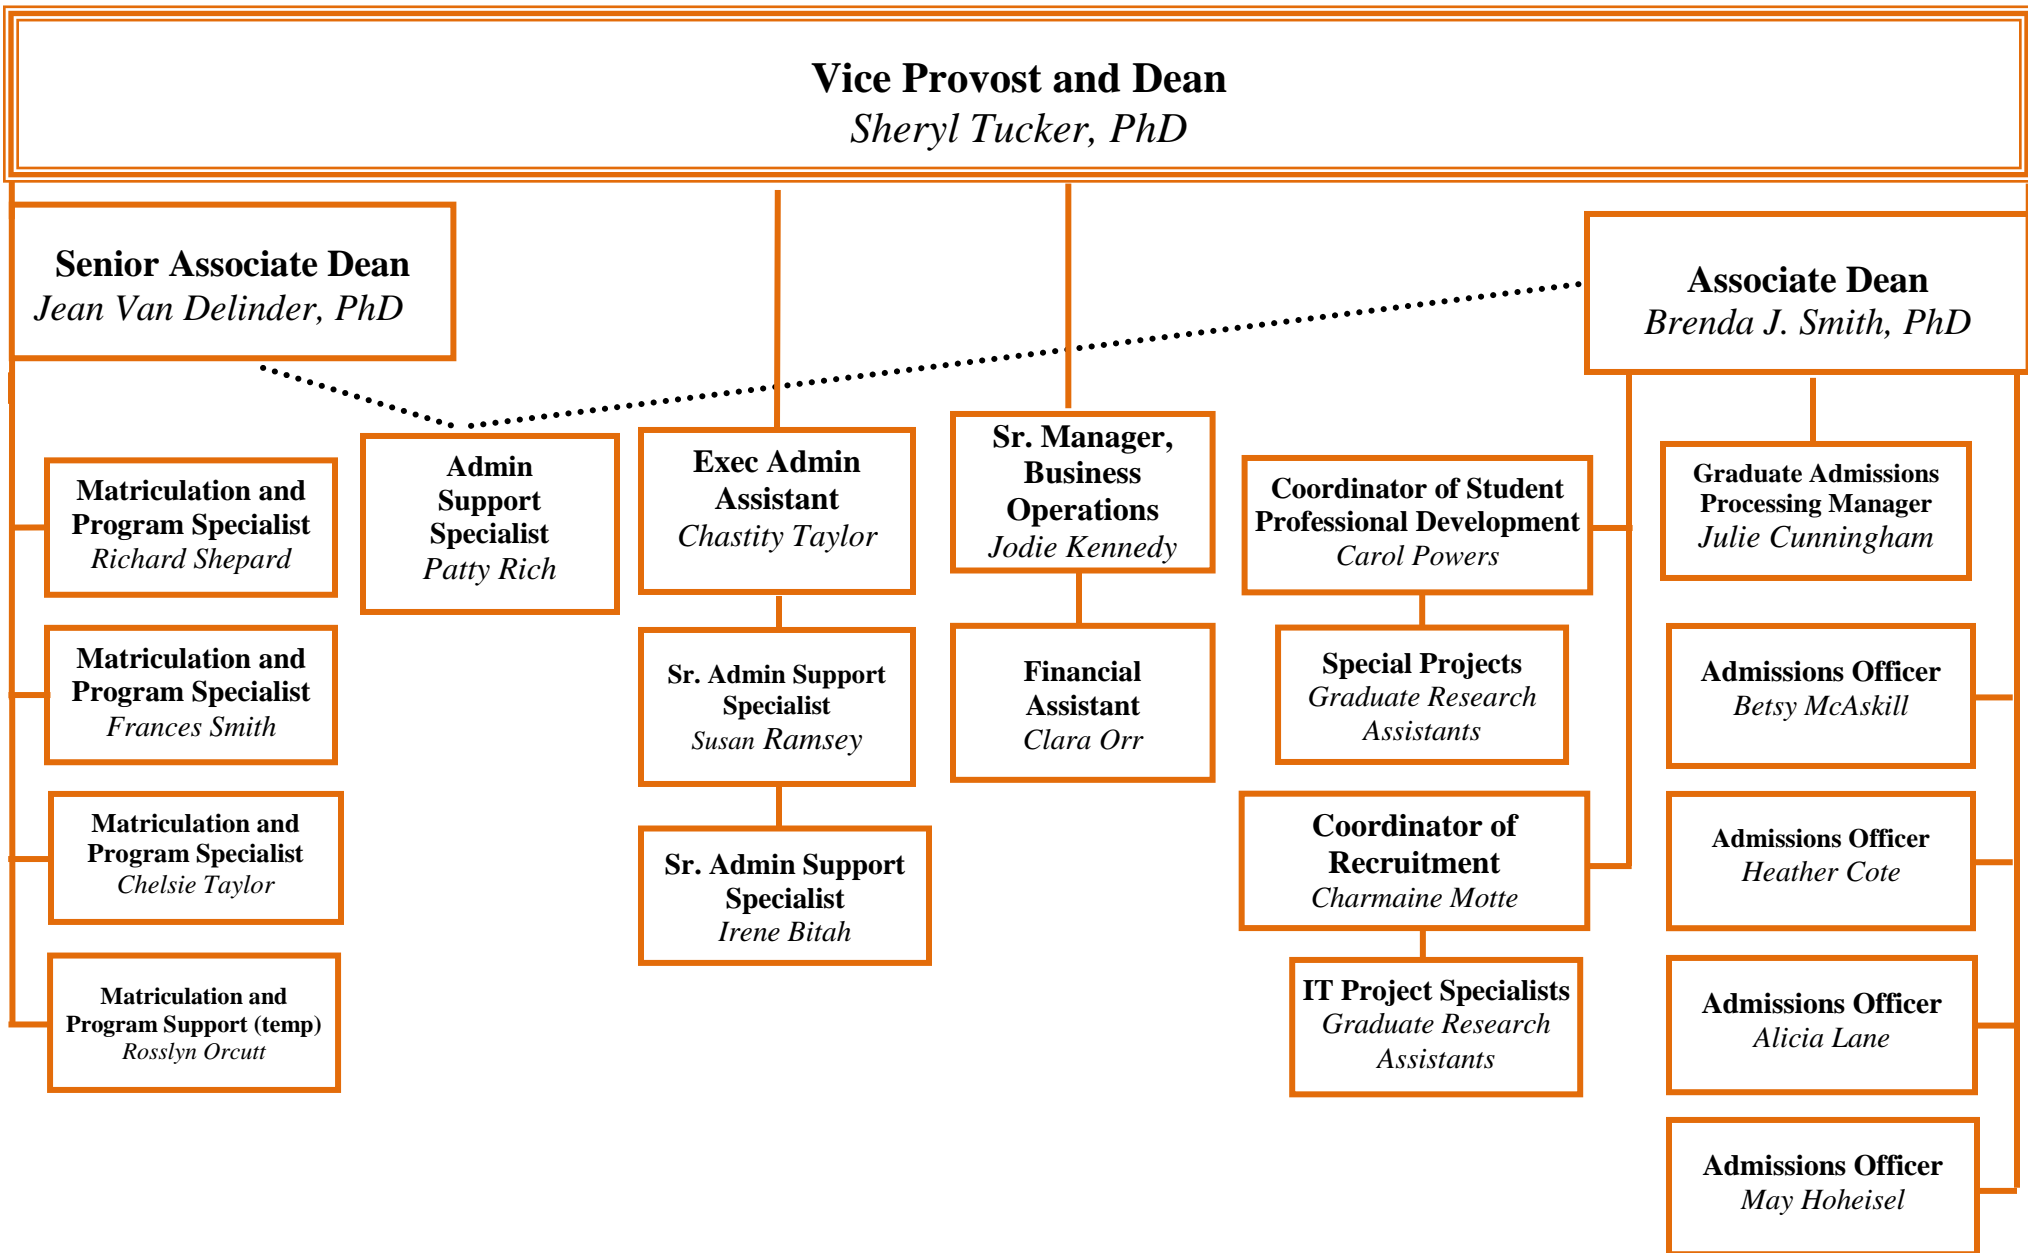 Vice Provost and Dean
Sheryl Tucker, PhD
Senior Associate Dean
Jean Van Delinder, PhD
Associate Dean
Brenda J. Smith, PhD
Matriculation and
Program Specialist
Richard Shepard
Matriculation and
Program Specialist
Frances Smith
Matriculation and
Program Specialist
Chelsie Taylor
Matriculation and
Program Support (temp)
Rosslyn Orcutt
Admin
Support
Specialist
Patty Rich
Exec Admin
Assistant
Chastity Taylor
Sr. Admin Support
Specialist
Susan Ramsey
Sr. Admin Support
Specialist
Irene Bitah
Sr. Manager,
Business
Operations
Jodie Kennedy
Financial
Assistant
Clara Orr
Coordinator of Student
Professional Development
Carol Powers
Special Projects
Graduate Research
Assistants
Coordinator of
Recruitment
Charmaine Motte
IT Project Specialists
Graduate Research
Assistants
Graduate Admissions
Processing Manager
Julie Cunningham
Admissions Officer
Betsy McAskill
Admissions Officer
Heather Cote
Admissions Officer
Alicia Lane
Admissions Officer
May Hoheisel